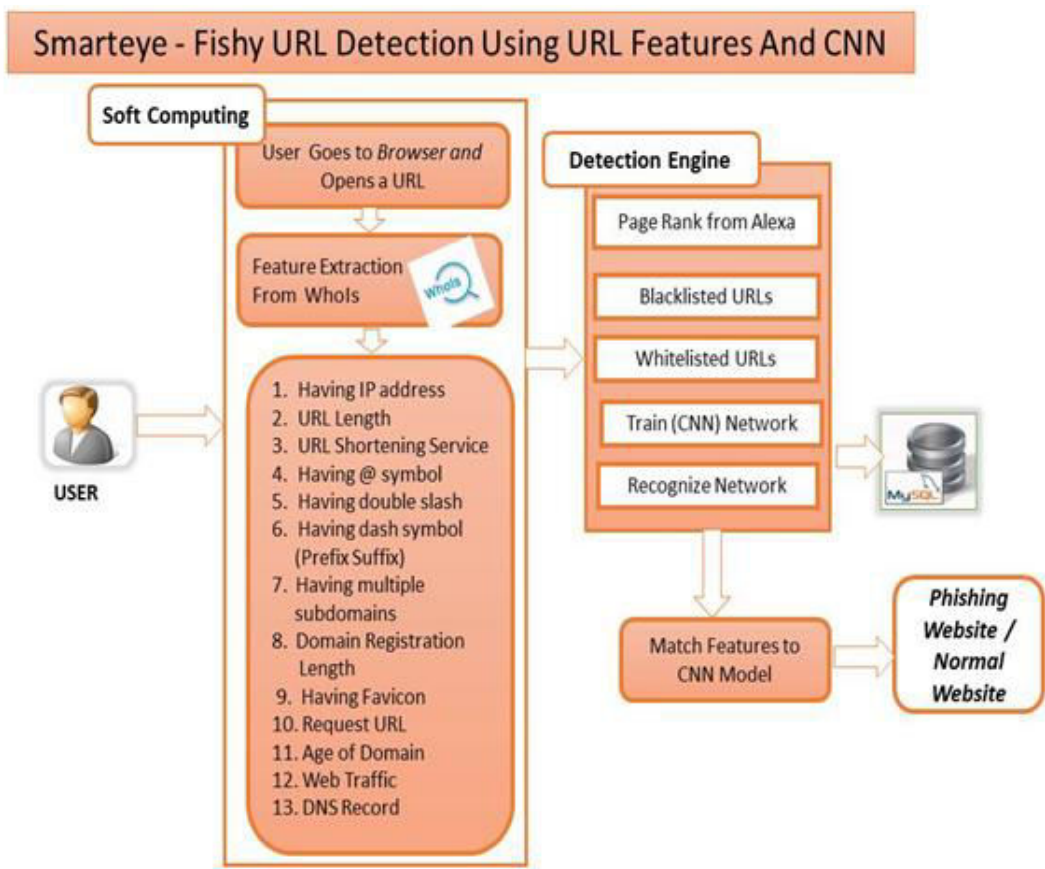 Smarteye - Fishy URL Detection Using URL Features And CNN
Soft Computing
User Goes to Browser and
Opens a URL
Feature Extraction
From WhoIs
WhoIs
1. Having IP address
2. URL Length
3. URL Shortening Service
4. Having @ symbol
5. Having double slash
6. Having dash symbol
(Prefix Suffix)
7. Having multiple
subdomains
8. Domain Registration
Length
9. Having Favicon
10. Request URL
11. Age of Domain
12. Web Traffic
13. DNS Record
USER
Detection Engine
Page Rank from Alexa
Blacklisted URLs
Whitelisted URLs
Train (CNN) Network
Recognize Network
MySQL
Match Features to
CNN Model
Phishing
Website /
Normal
Website